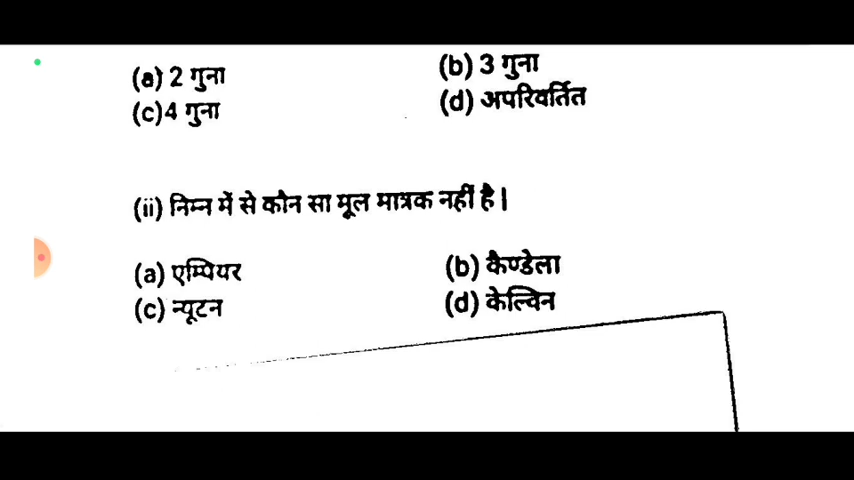 (a) 2 गुना (b) 3 गुना
(c)4 गुना (d) अपरिवर्तित
(ii) निम्न में से कौन सा मूल मात्रक नहीं है|
(a) एम्पियर (b) कैण्डेला
(c) न्यूटन (d) केल्विन